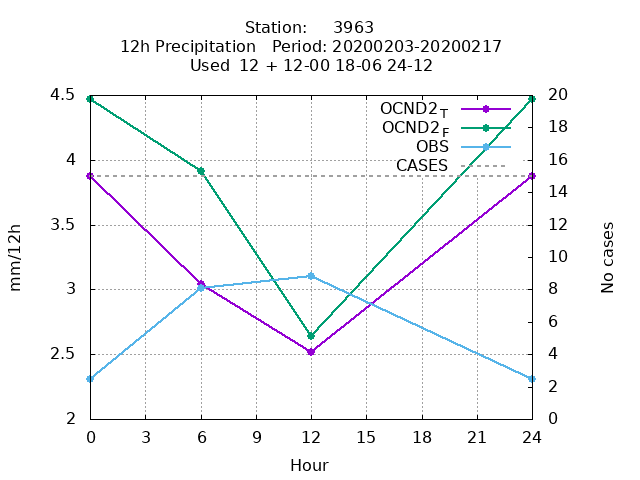 Station: 3963
12h Precipitation Period: 20200203-20200217
Used 12 + 12-00 18-06 24-12
4.5
4
3.5
3
2.5
2
mm/12h
20
18
16
14
12
10
8
6
4
2
0
No cases
OCND2T
OCND2F
OBS
CASES
0 3 6 9 12 15 18 21 24
Hour